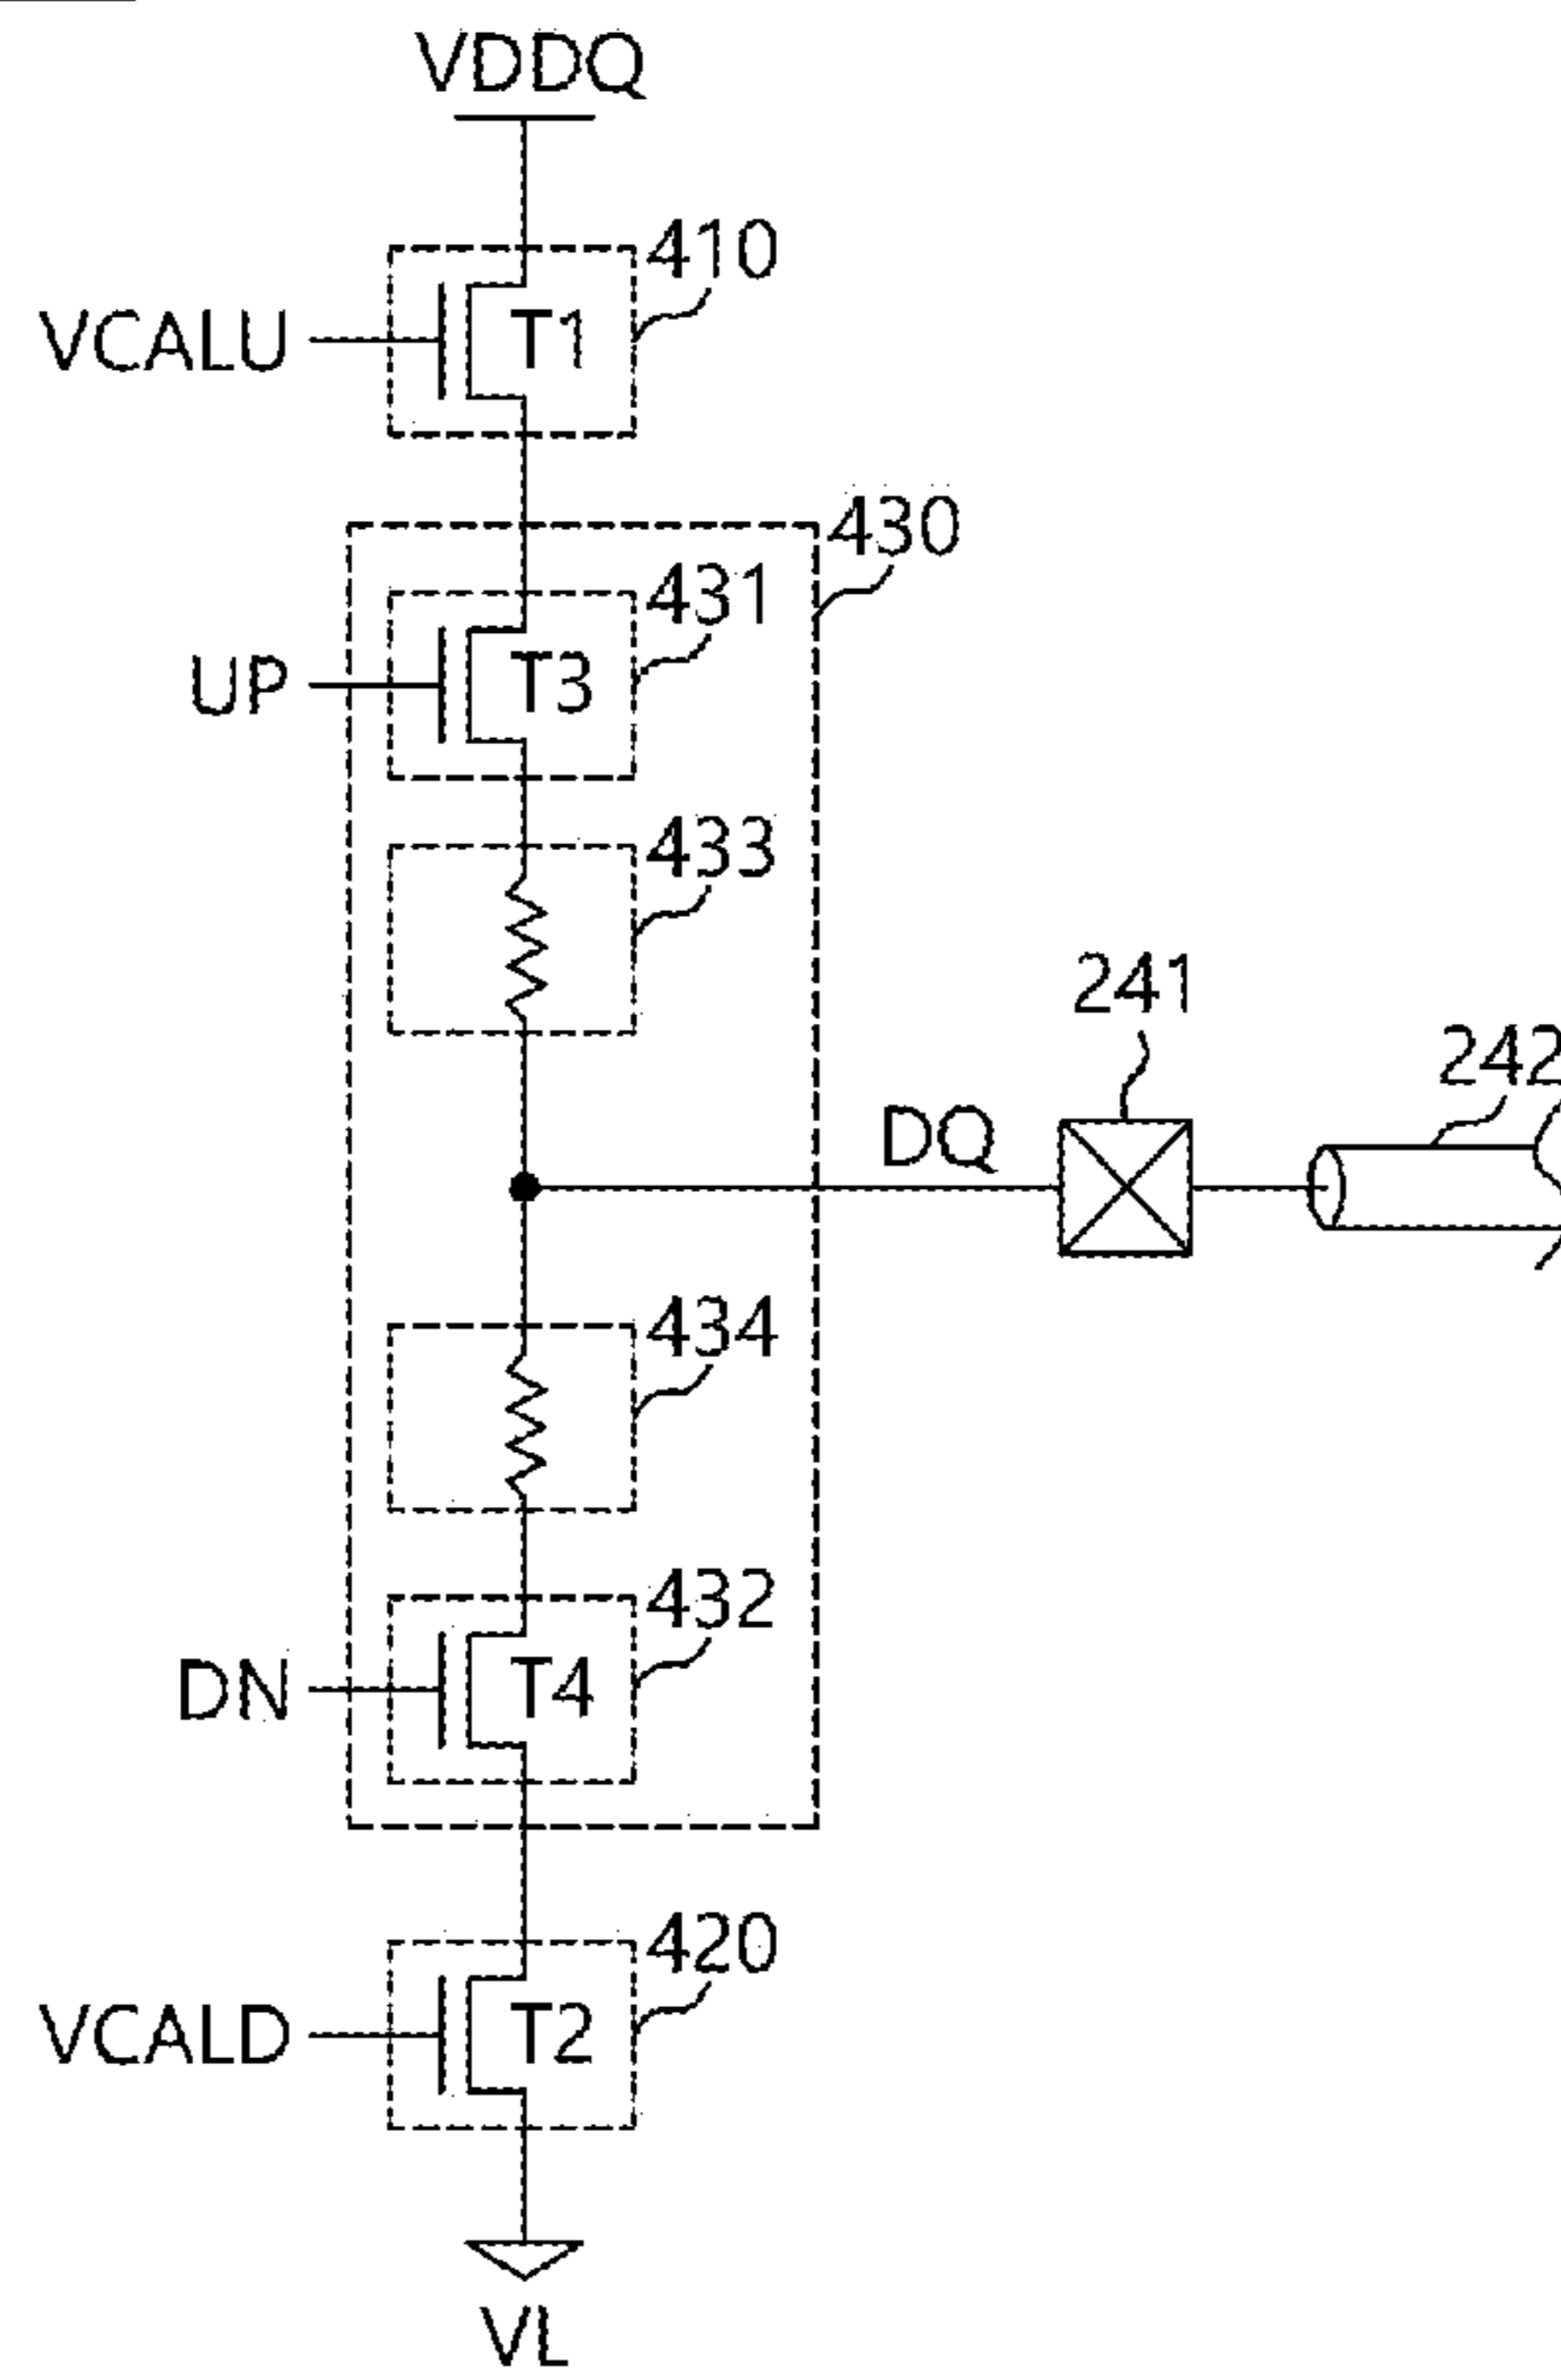 VDDQ
410
VCALU
T1
430
431
UP
T3
433
241
242
DQ
434
432
DN
T4
420
VCALD
T2
VL